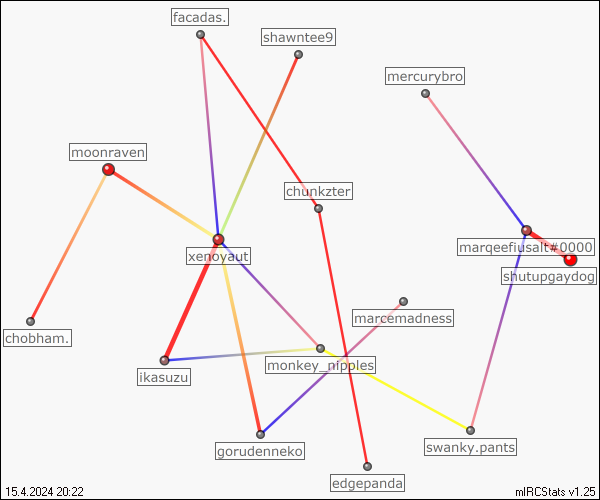 facadas.
shawntee9
mercurybro
moonraven
chunkzter
marqeefiusalt#0000
xenoyaut
shutupgaydog
marcemadness
chobham.
monkey_nipples
ikasuzu
swanky.pants
gorudenneko
edgepanda
15.4.2024 20:22
mIRCStats v1.25